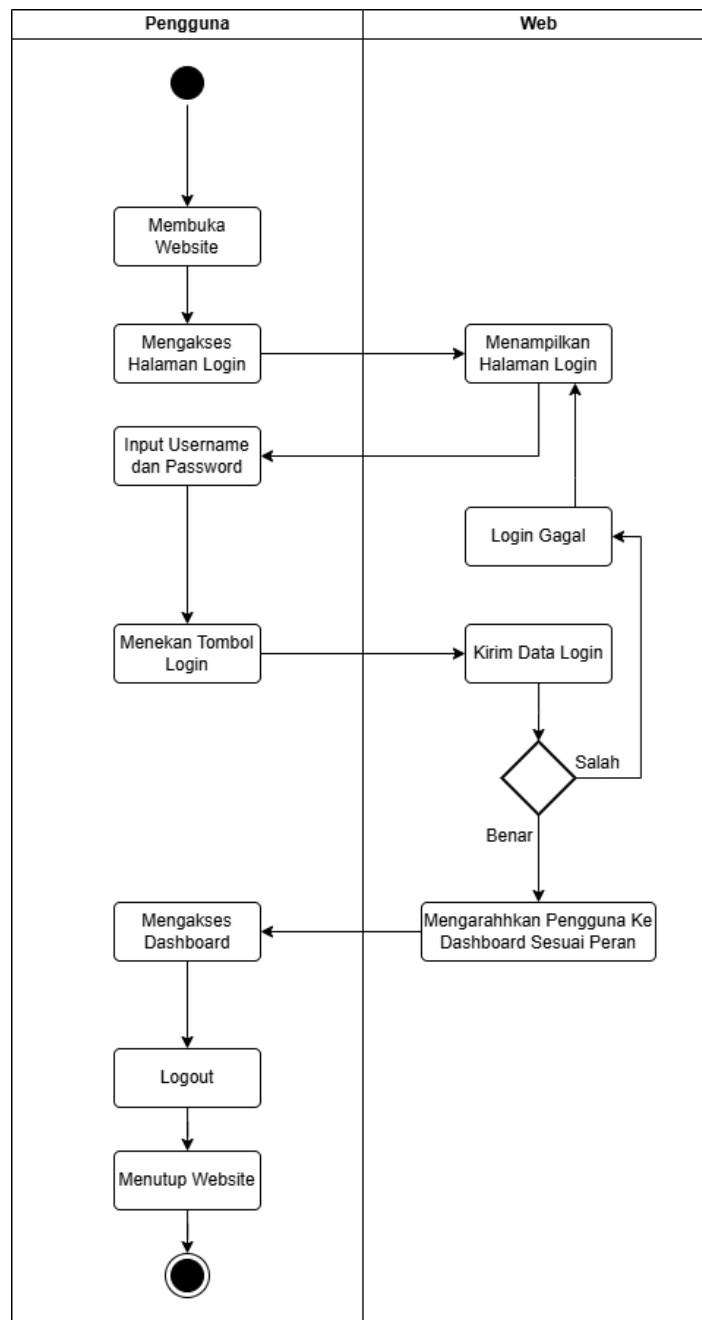 Pengguna
Web
Membuka
Website
Mengakses
Halaman Login
Menampilkan
Halaman Login
Input Username
dan Password
Login Gagal
Menekan Tombol
Login
Kirim Data Login
Salah
Benar
Mengakses
Dashboard
Mengarahhkan Pengguna Ke
Dashboard Sesuai Peran
Logout
Menutup Website